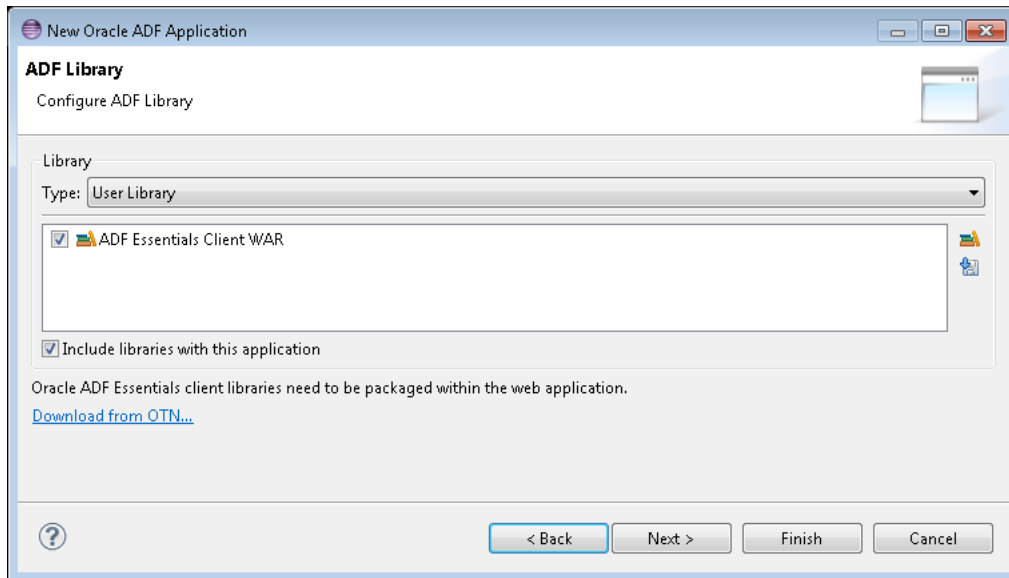 New Oracle ADF Application
ADF Library
Configure ADF Library
Library
Type: User Library
ADF Essentials Client WAR
Include libraries with this application
Oracle ADF Essentials client libraries need to be packaged within the web application.
Download from OTN...
? < Back Next > Finish Cancel